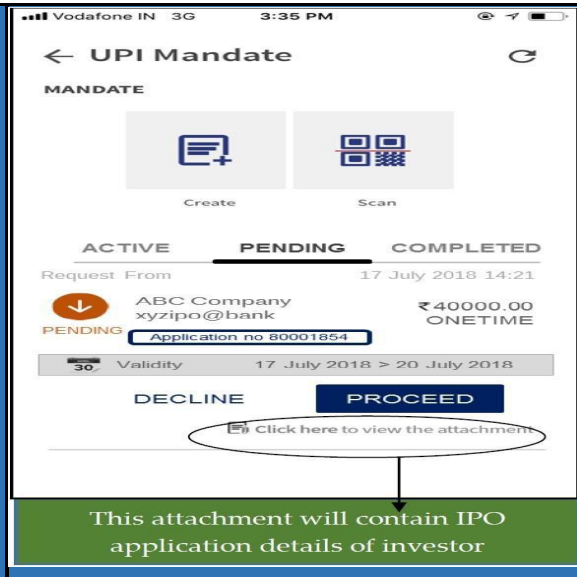 Vodafone IN 3G 3:35 PM
← UPI Mandate
MANDATE
Create Scan
ACTIVE PENDING COMPLETED
Request From 17 July 2018 14:21
ABC Company ₹40000.00
xyzipo@bank ONETIME
PENDING Application no 80001854
30 Validity 17 July 2018 > 20 July 2018
DECLINE PROCEED
Click here to view the attachment
This attachment will contain IPO
application details of investor